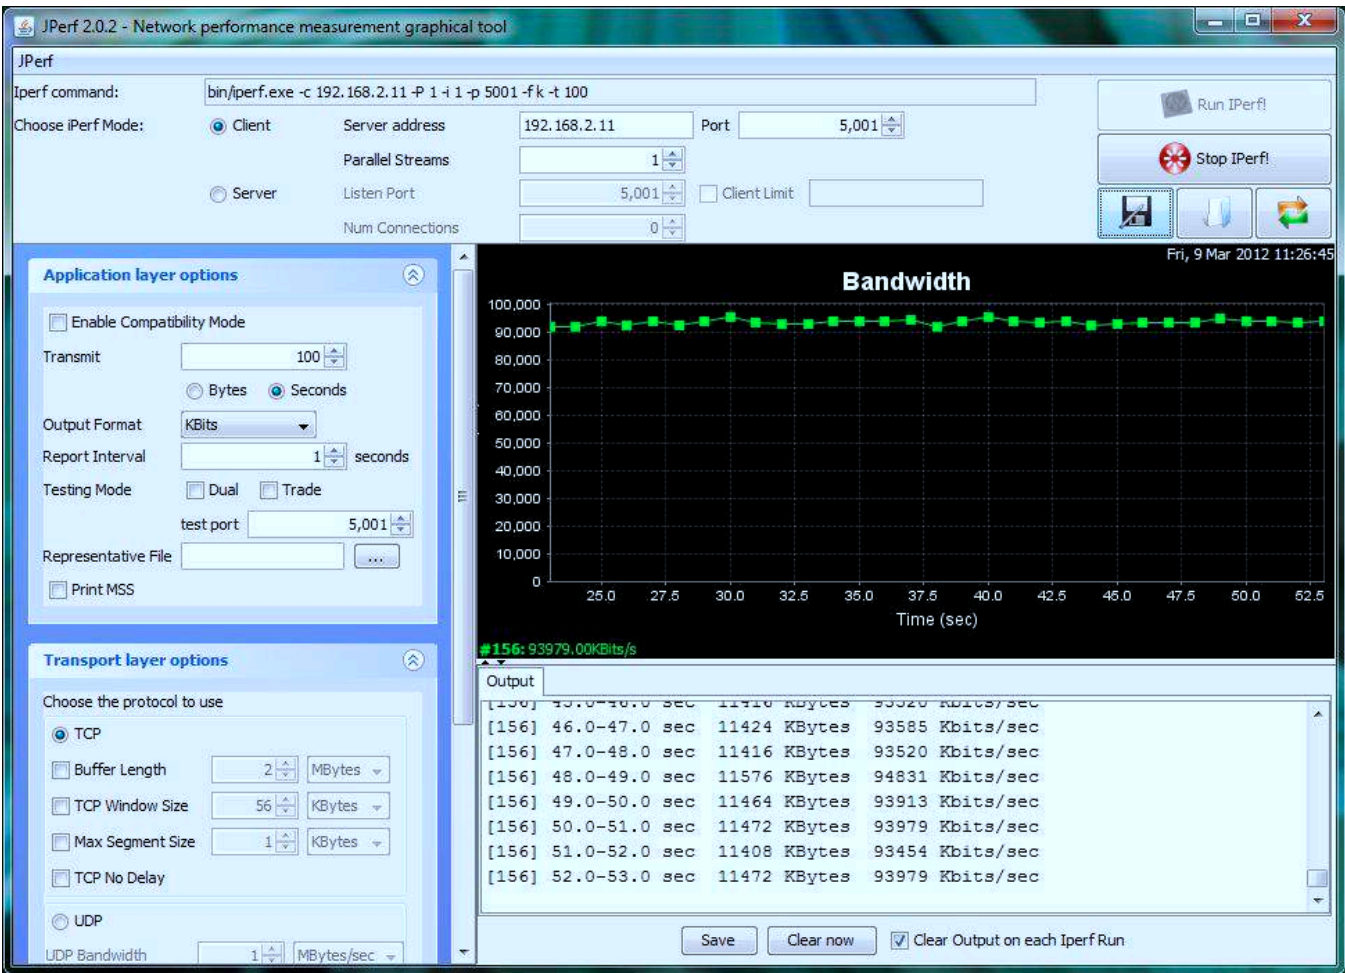 JPerf 2.0.2 - Network performance measurement graphical tool
JPerf
Iperf command: bin/iperf.exe -c 192.168.2.11 -P 1 -i 1 -p 5001 -f k -t 100
Run IPerf!
Choose iPerf Mode: Client Server address 192.168.2.11 Port 5,001
Parallel Streams 1
Stop IPerf!
Server Listen Port 5,001 Client Limit
Num Connections 0
Application layer options
Enable Compatibility Mode
Transmit 100
Bytes Seconds
Output Format KBits
Report Interval 1 seconds
Testing Mode Dual Trade
test port 5,001
Representative File ...
Print MSS
Transport layer options
Choose the protocol to use
TCP
Buffer Length 2 MBytes
TCP Window Size 56 KBytes
Max Segment Size 1 KBytes
TCP No Delay
UDP
UDP Bandwidth 1 MBytes/sec
Fri, 9 Mar 2012 11:26:45
Bandwidth
100,000
90,000
80,000
70,000
60,000
50,000
40,000
30,000
20,000
10,000
0
25.0 27.5 30.0 32.5 35.0 37.5 40.0 42.5 45.0 47.5 50.0 52.5
Time (sec)
#156: 93979.00KBits/s
Output
[156] 45.0-46.0 sec 11416 KBytes 93520 Kbits/sec
[156] 46.0-47.0 sec 11424 KBytes 93585 Kbits/sec
[156] 47.0-48.0 sec 11416 KBytes 93520 Kbits/sec
[156] 48.0-49.0 sec 11576 KBytes 94831 Kbits/sec
[156] 49.0-50.0 sec 11464 KBytes 93913 Kbits/sec
[156] 50.0-51.0 sec 11472 KBytes 93979 Kbits/sec
[156] 51.0-52.0 sec 11408 KBytes 93454 Kbits/sec
[156] 52.0-53.0 sec 11472 KBytes 93979 Kbits/sec
Save Clear now Clear Output on each Iperf Run